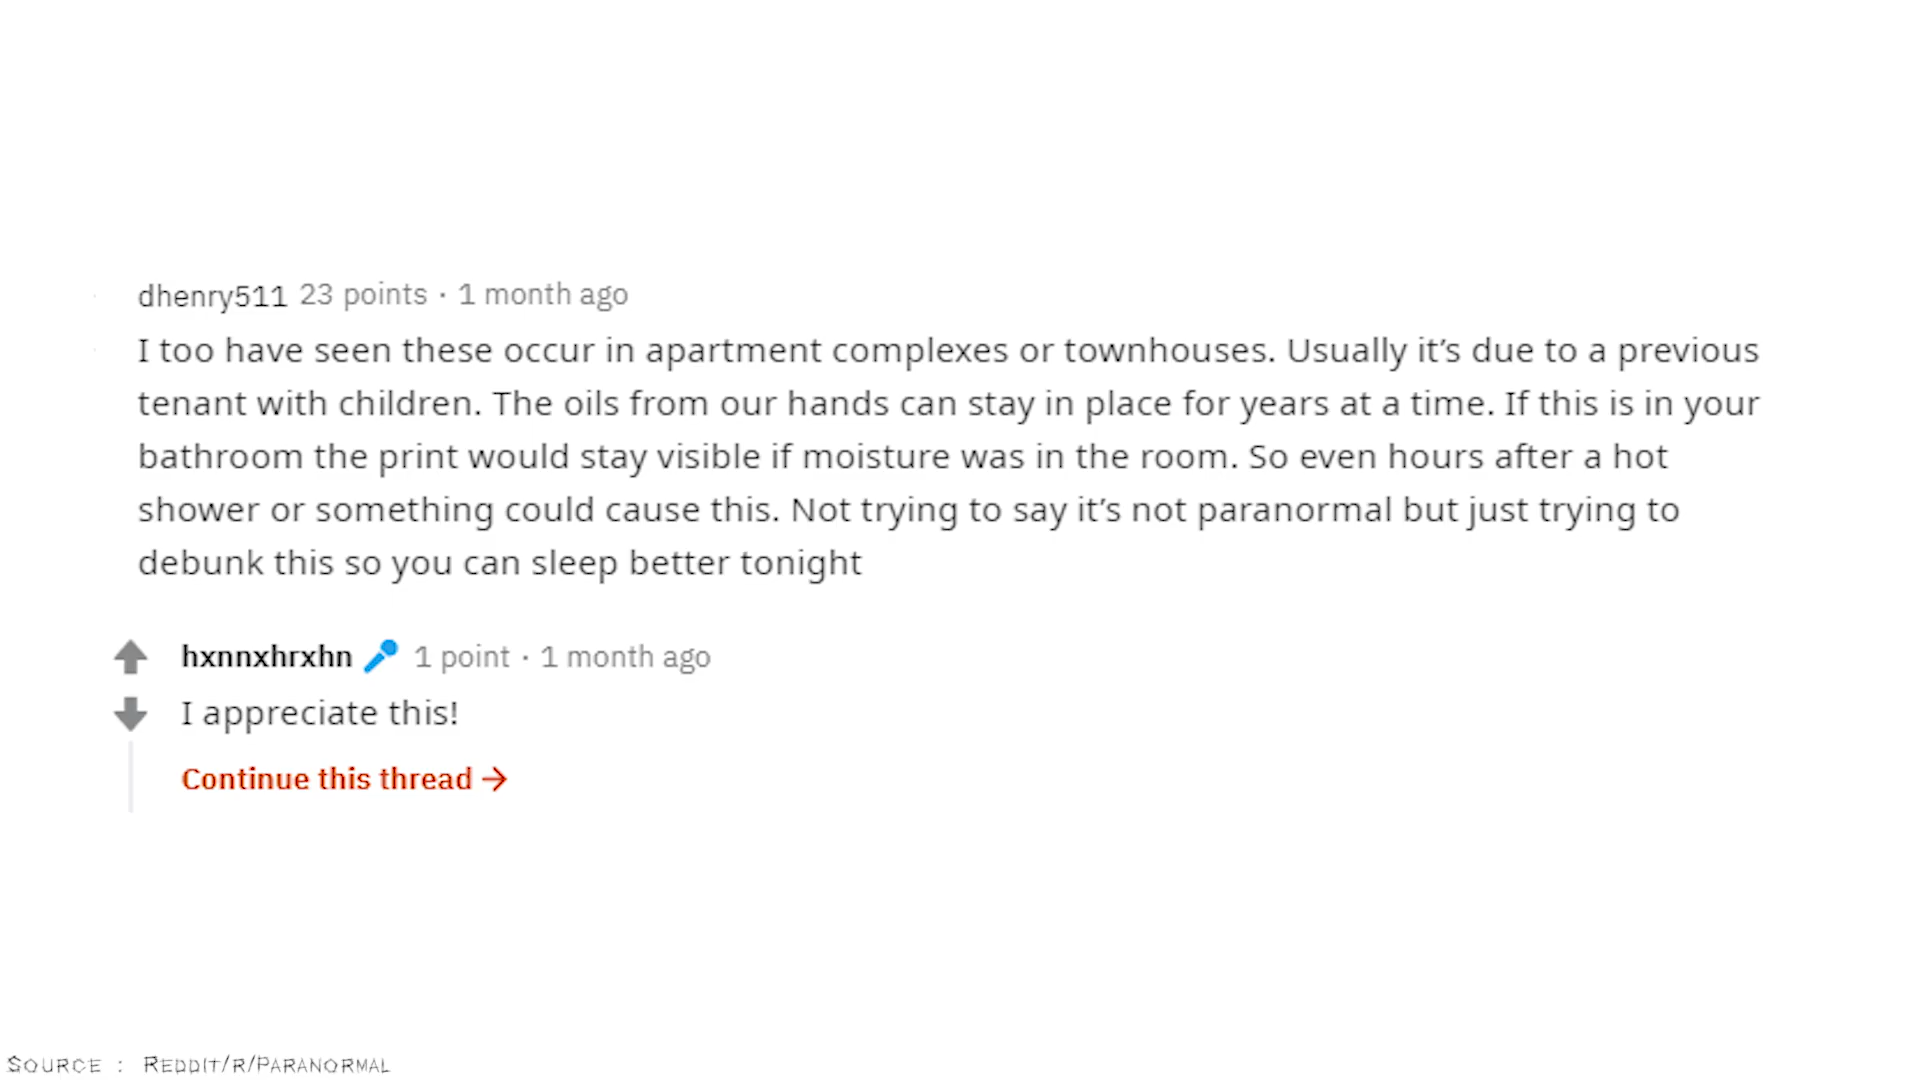 dhenry511 23 points · 1 month ago
I too have seen these occur in apartment complexes or townhouses. Usually it’s due to a previous
tenant with children. The oils from our hands can stay in place for years at a time. If this is in your
bathroom the print would stay visible if moisture was in the room. So even hours after a hot
shower or something could cause this. Not trying to say it’s not paranormal but just trying to
debunk this so you can sleep better tonight
hxnnxhrxhn 1 point · 1 month ago
I appreciate this!
Continue this thread →
Source : Reddit/r/Paranormal